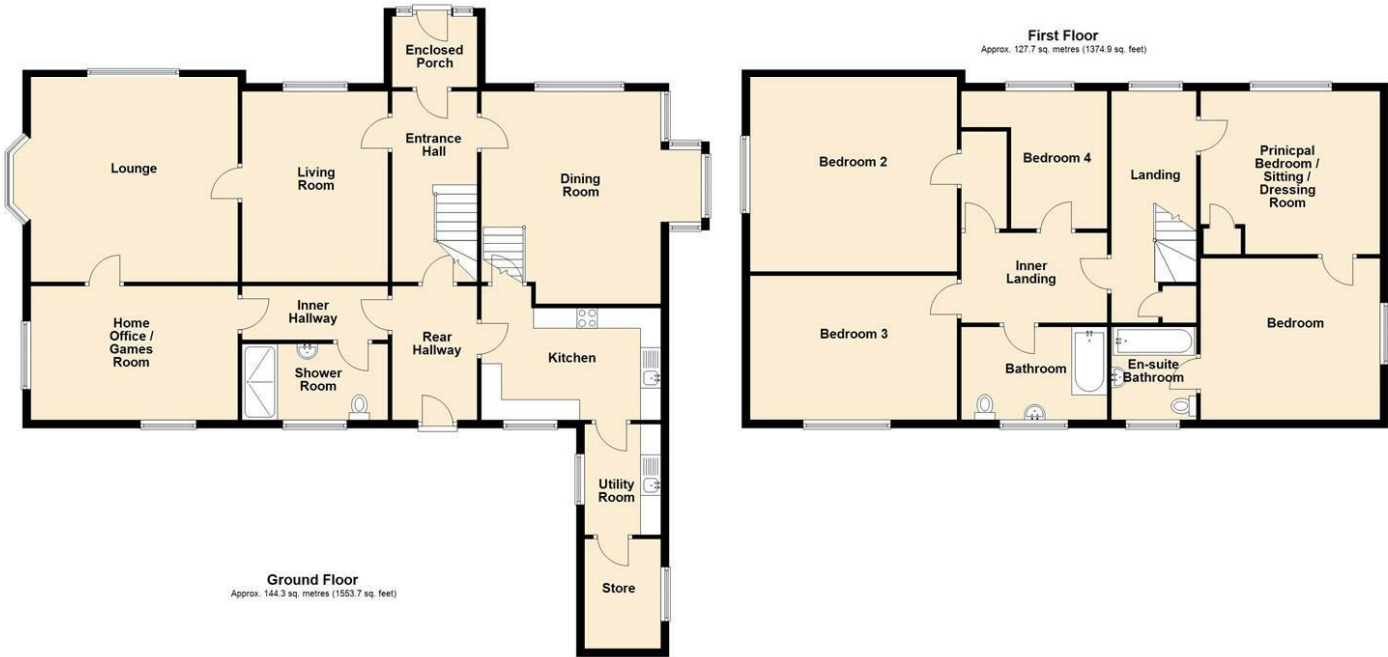 Enclosed
Porch
Lounge
Living
Room
Entrance
Hall
Dining
Room
Home
Office /
Games
Room
Inner
Hallway
Shower
Room
Rear
Hallway
Kitchen
Utility
Room
Store
Ground Floor
Approx. 144.3 sq. metres (1553.7 sq. feet)
First Floor
Approx. 127.7 sq. metres (1374.9 sq. feet)
Bedroom 2
Bedroom 4
Landing
Prinicpal
Bedroom /
Sitting /
Dressing
Room
Inner
Landing
Bedroom 3
Bathroom
En-suite
Bathroom
Bedroom